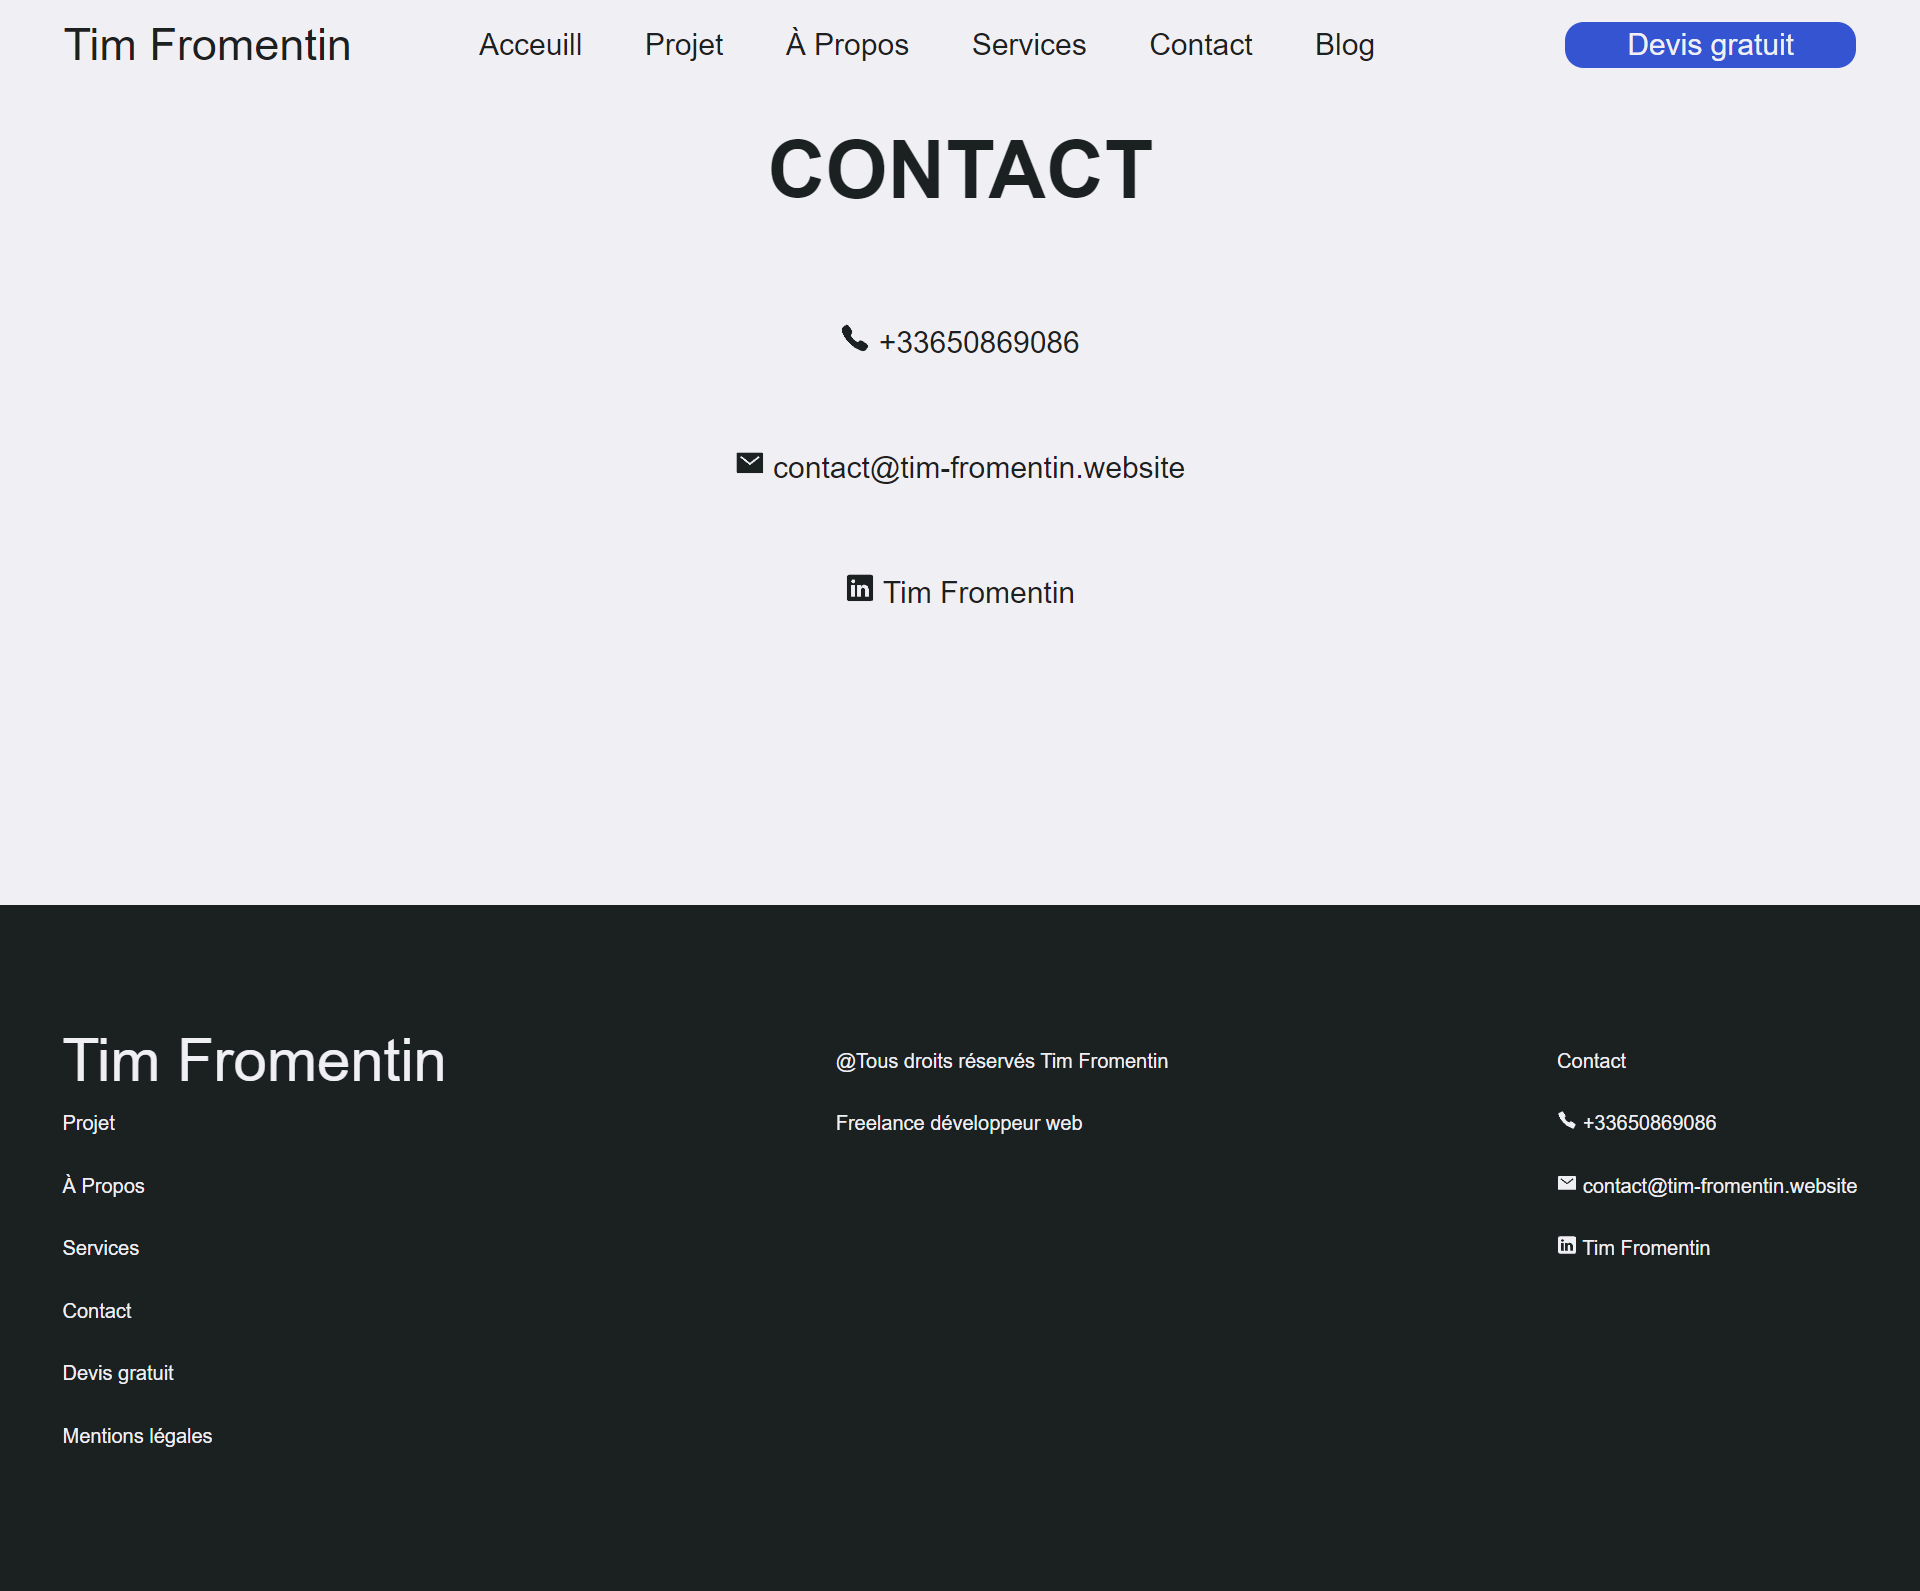 Tim Fromentin Acceuill Projet À Propos Services Contact Blog Devis gratuit
CONTACT
+33650869086
contact@tim-fromentin.website
Tim Fromentin
Tim Fromentin
Projet
À Propos
Services
Contact
Devis gratuit
Mentions légales
@Tous droits réservés Tim Fromentin
Freelance développeur web
Contact
+33650869086
contact@tim-fromentin.website
Tim Fromentin